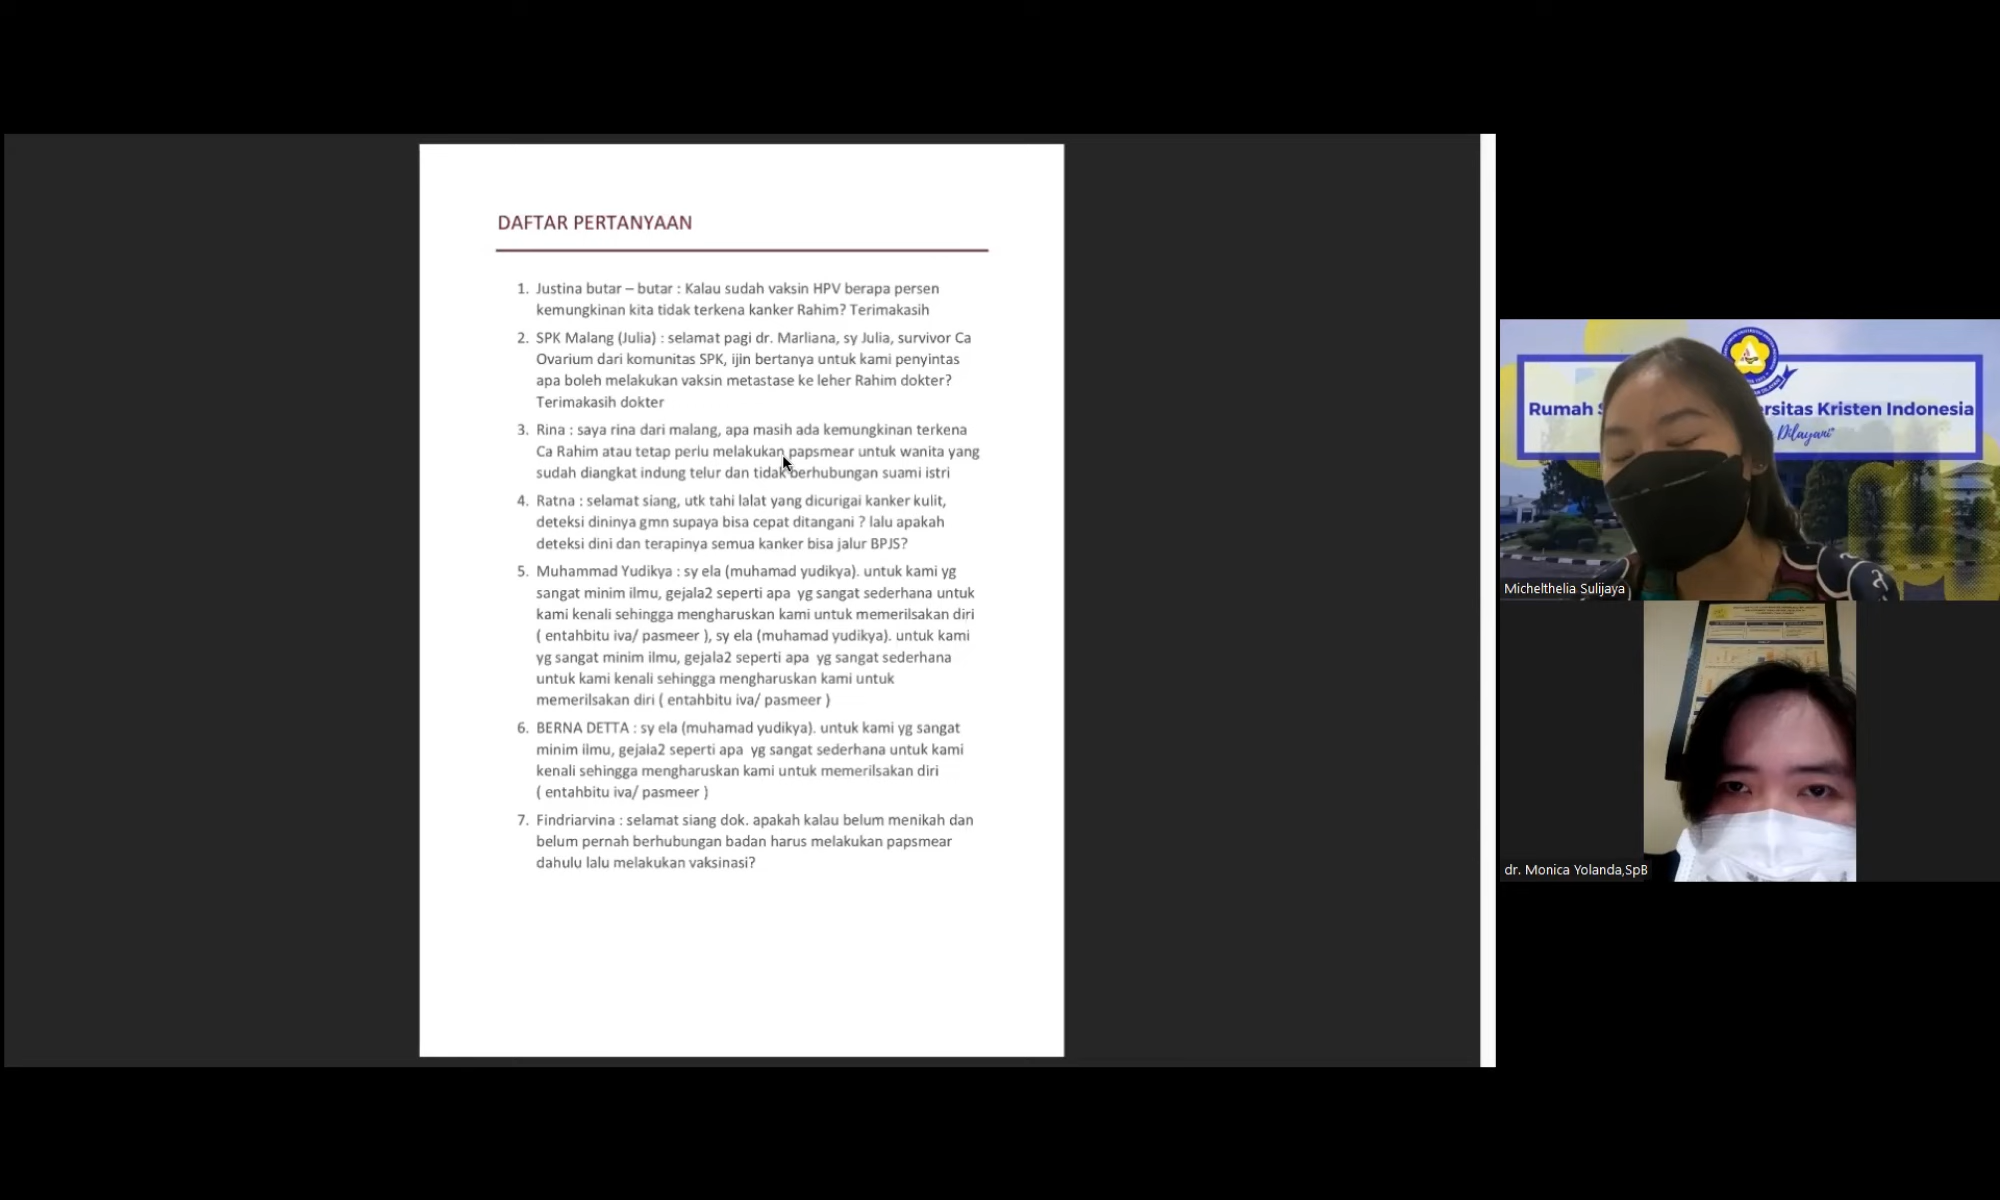 DAFTAR PERTANYAAN
1. Justina butar – butar : Kalau sudah vaksin HPV berapa persen
kemungkinan kita tidak terkena kanker Rahim? Terimakasih
2. SPK Malang (Julia) : selamat pagi dr. Marliana, sy Julia, survivor Ca
Ovarium dari komunitas SPK, ijin bertanya untuk kami penyintas
apa boleh melakukan vaksin metastase ke leher Rahim dokter?
Terimakasih dokter
3. Rina : saya rina dari malang, apa masih ada kemungkinan terkena
Ca Rahim atau tetap perlu melakukan papsmear untuk wanita yang
sudah diangkat indung telur dan tidak berhubungan suami istri
4. Ratna : selamat siang, utk tahi lalat yang dicurigai kanker kulit,
deteksi dininya gmn supaya bisa cepat ditangani ? lalu apakah
deteksi dini dan terapinya semua kanker bisa jalur BPJS?
5. Muhammad Yudikya : sy ela (muhamad yudikya). untuk kami yg
sangat minim ilmu, gejala2 seperti apa yg sangat sederhana untuk
kami kenali sehingga mengharuskan kami untuk memerilsakan diri
( entahbitu iva/ pasmeer ), sy ela (muhamad yudikya). untuk kami
yg sangat minim ilmu, gejala2 seperti apa yg sangat sederhana
untuk kami kenali sehingga mengharuskan kami untuk
memerilsakan diri ( entahbitu iva/ pasmeer )
6. BERNA DETTA : sy ela (muhamad yudikya). untuk kami yg sangat
minim ilmu, gejala2 seperti apa yg sangat sederhana untuk kami
kenali sehingga mengharuskan kami untuk memerilsakan diri
( entahbitu iva/ pasmeer )
7. Findriarvina : selamat siang dok. apakah kalau belum menikah dan
belum pernah berhubungan badan harus melakukan papsmear
dahulu lalu melakukan vaksinasi?
Rumah S
ersitas Kristen Indonesia
Dilayani"
Michelthelia Sulijaya
dr. Monica Yolanda,SpB